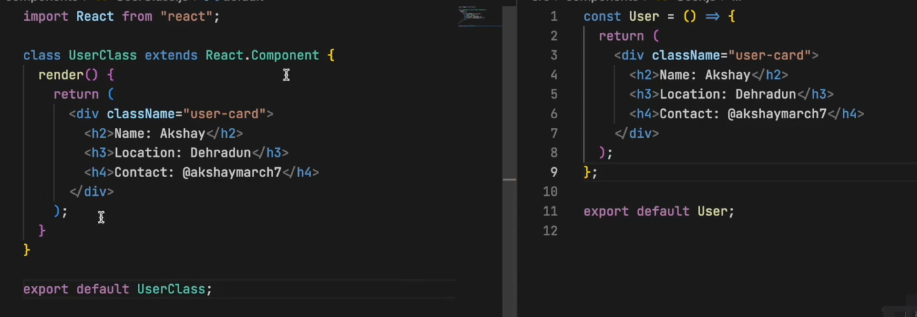 import React from "react";
class UserClass extends React.Component {
render() {
return (
<div className="user-card">
<h2>Name: Akshay</h2>
<h3>Location: Dehradun</h3>
<h4>Contact: @akshaymarch7</h4>
</div>
);
}
}
export default UserClass;
1 const User = () => {
2 return (
3 <div className="user-card">
4 <h2>Name: Akshay</h2>
5 <h3>Location: Dehradun</h3>
6 <h4>Contact: @akshaymarch7</h4>
7 </div>
8 );
9 };
10
11 export default User;
12